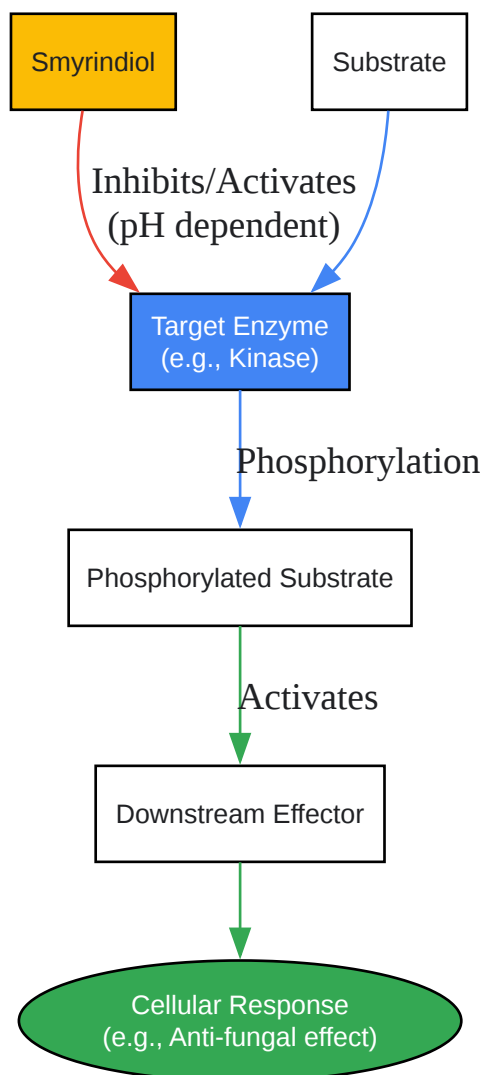 Smyrindiol
Substrate
Inhibits/Activates
(pH dependent)
Target Enzyme
(e.g., Kinase)
Phosphorylation
Phosphorylated Substrate
Activates
Downstream Effector
Cellular Response
(e.g., Anti-fungal effect)